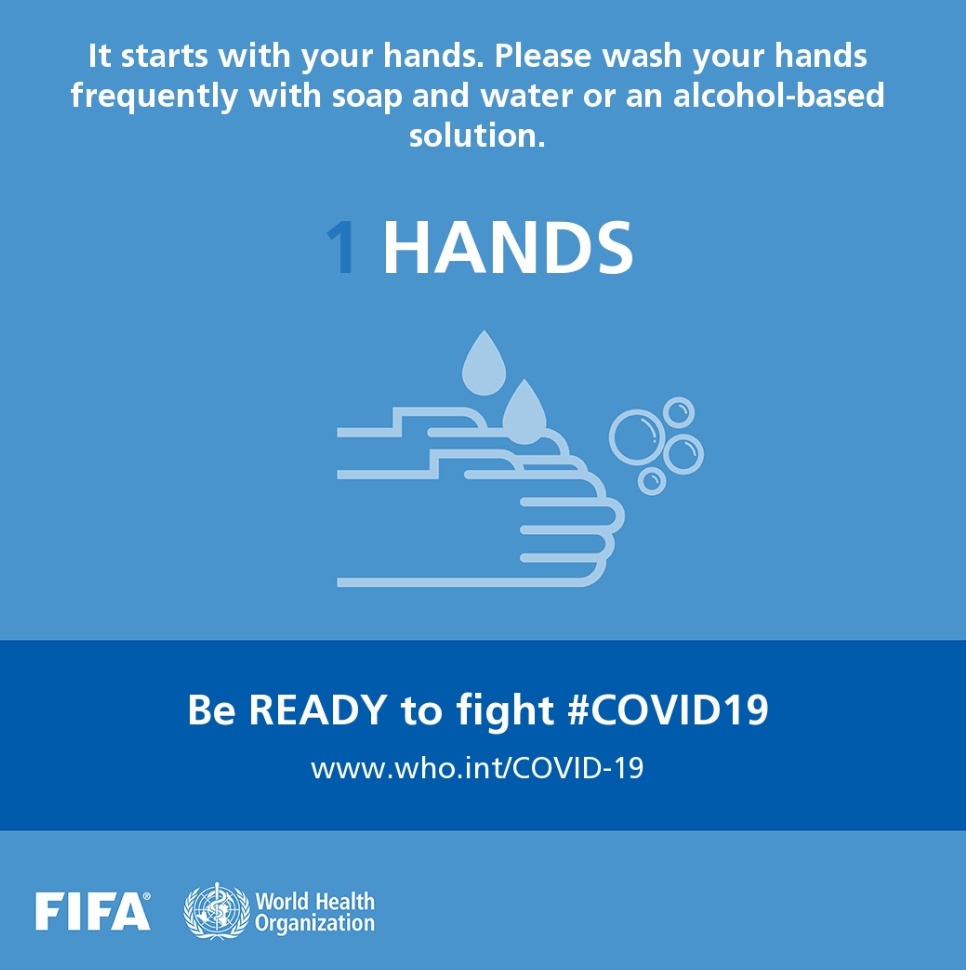 It starts with your hands. Please wash your hands
frequently with soap and water or an alcohol-based
solution.
1 HANDS
Be READY to fight #COVID19
www.who.int/COVID-19
FIFA®
World Health
Organization